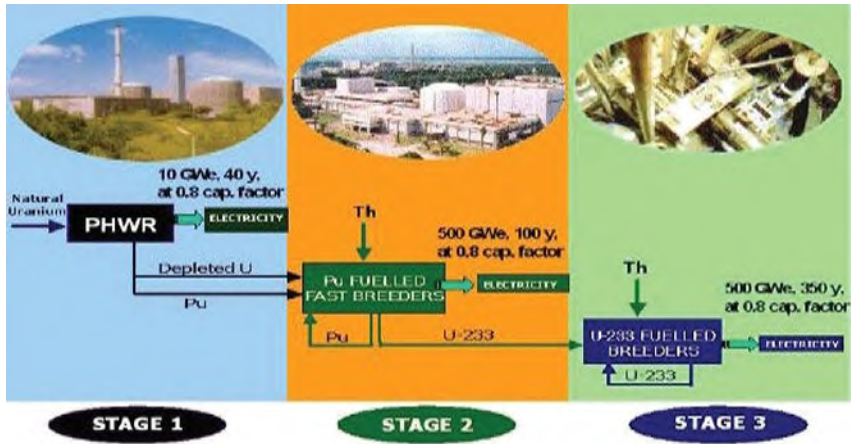 10 GWe, 40 y,
at 0.8 cap. factor
Natural
Uranium
PHWR
ELECTRICITY
Depleted U
Pu
Th
500 GWe, 100 y,
at 0.8 cap. factor
Pu FUELLED
FAST BREEDERS
ELECTRICITY
Pu
U-233
Th
500 GWe, 350 y,
at 0.8 cap. factor
U-233 FUELLED
BREEDERS
ELECTRICITY
U-233
STAGE 1
STAGE 2
STAGE 3